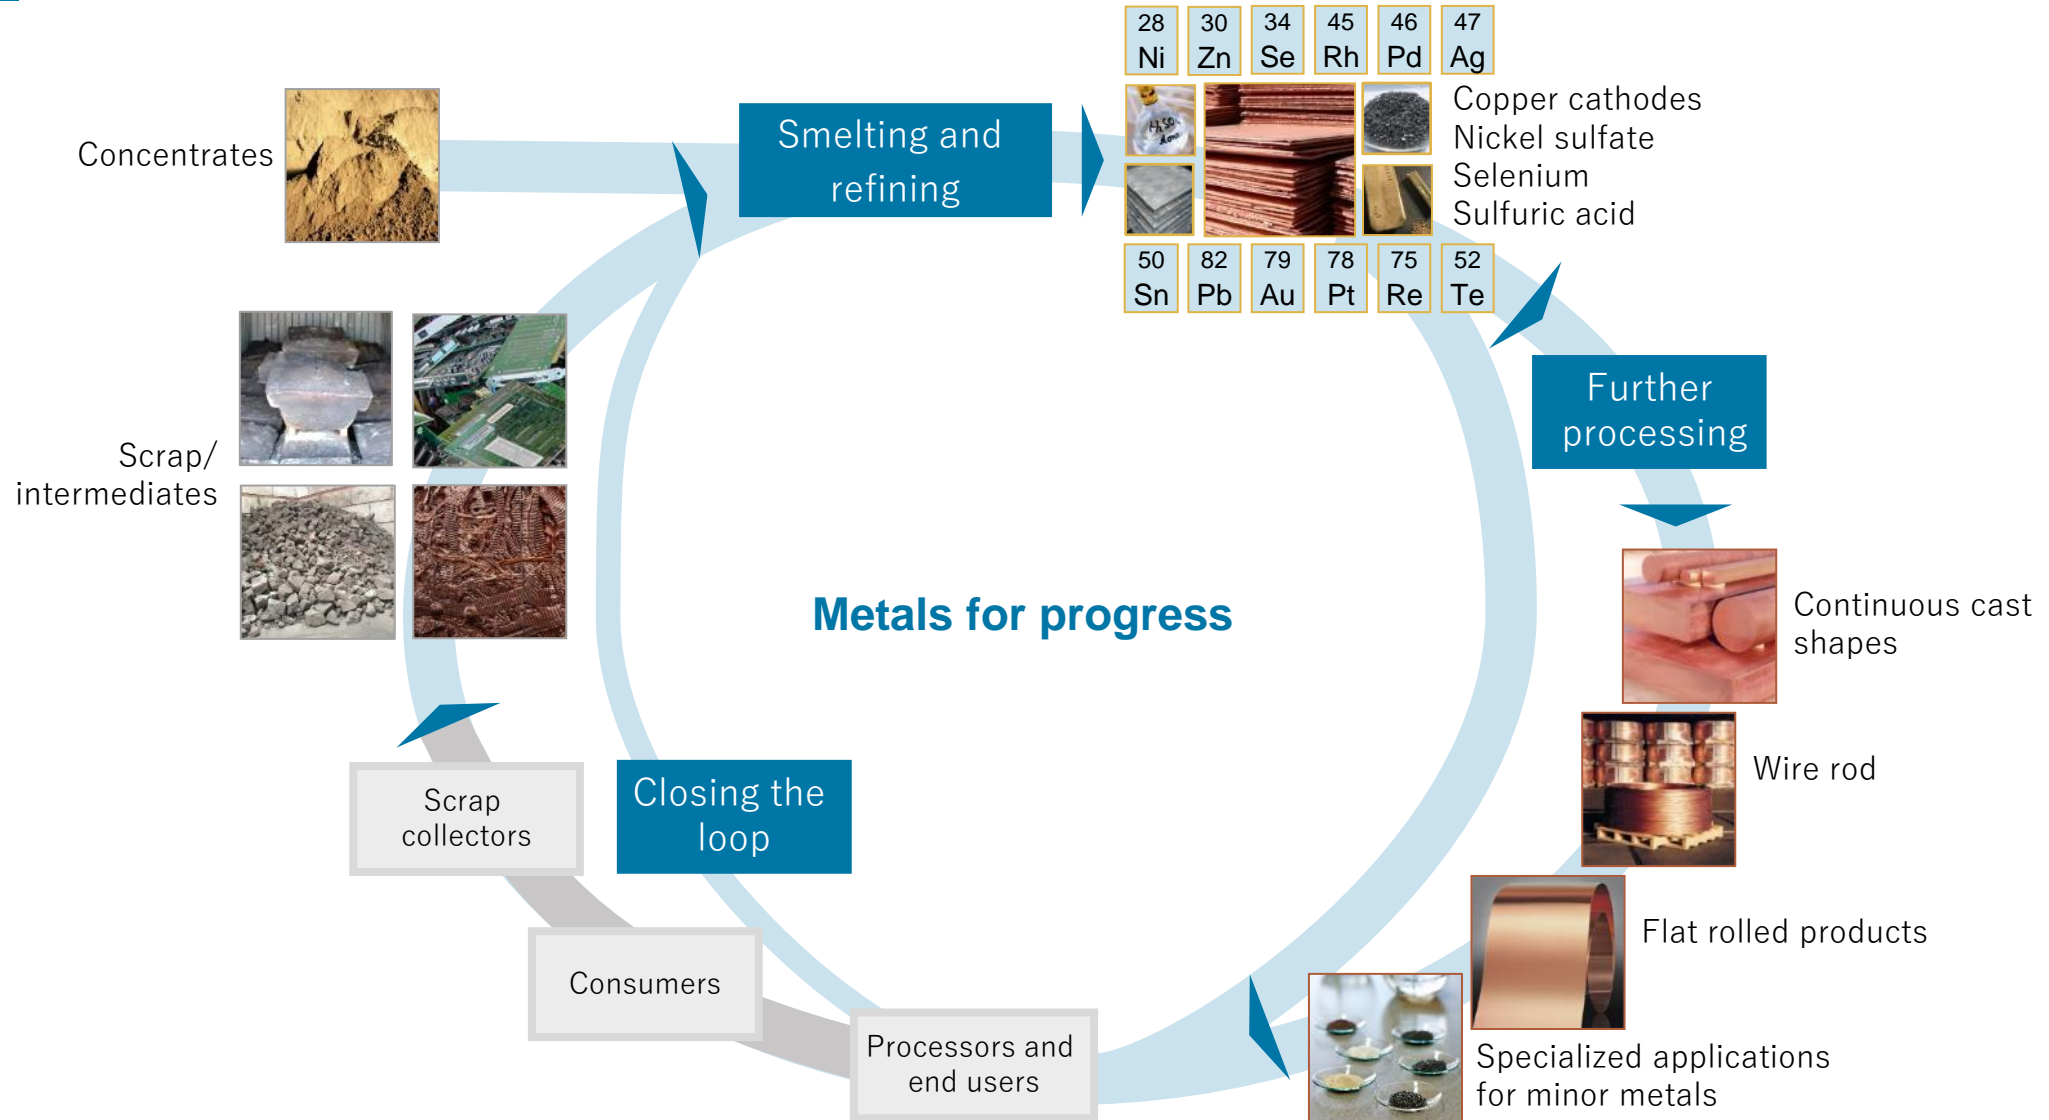 28
Ni
30
Zn
34
Se
45
Rh
46
Pd
47
Ag
Concentrates
Smelting and
refining
Copper cathodes
Nickel sulfate
Selenium
Sulfuric acid
50
Sn
82
Pb
79
Au
78
Pt
75
Re
52
Te
Further
processing
Scrap/
intermediates
Metals for progress
Continuous cast
shapes
Wire rod
Scrap
collectors
Closing the
loop
Flat rolled products
Consumers
Processors and
end users
Specialized applications
for minor metals